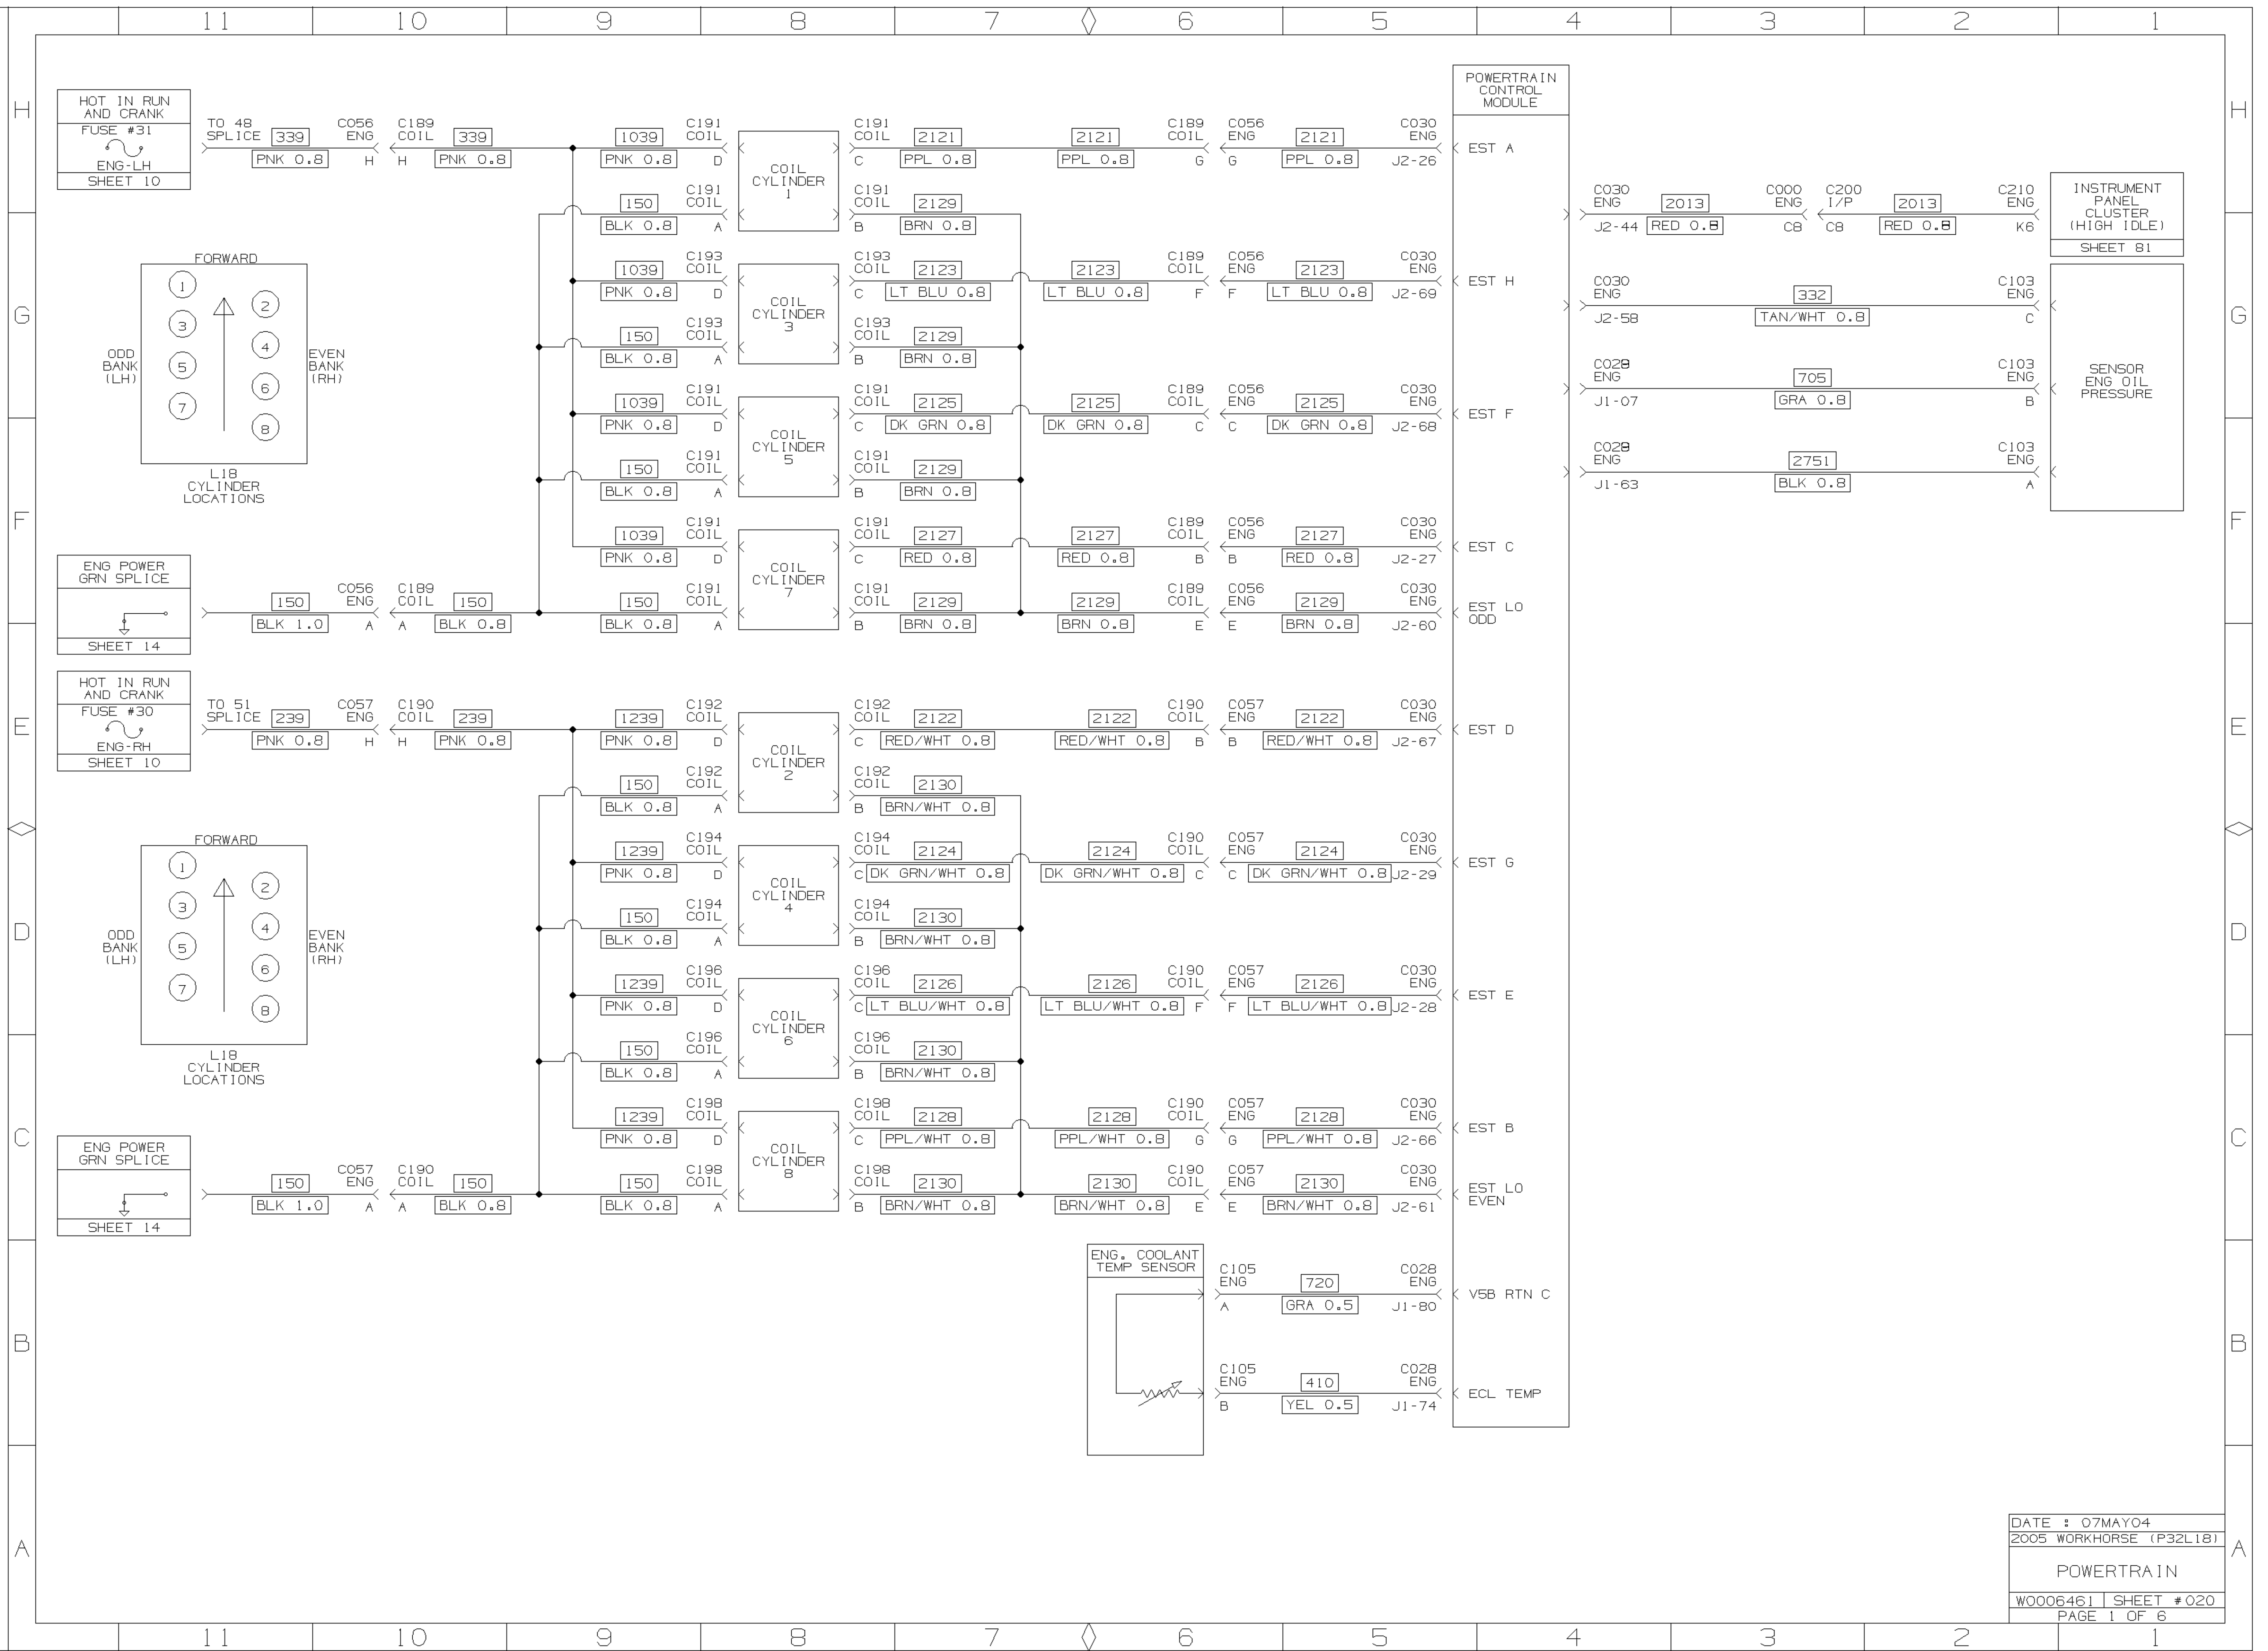 11 10 9 8 7 6 5 4 3 2 1
H
G
F
E
D
C
B
A
HOT IN RUN
AND CRANK
FUSE #31
ENG-LH
SHEET 10
TO 48
SPLICE 339
PNK 0.8
C056
ENG
H
C189
COIL
H
339
PNK 0.8
1039
PNK 0.8
C191
COIL
D
150
BLK 0.8
C191
COIL
A
COIL
CYLINDER
1
C191
COIL
C
2121
PPL 0.8
2121
PPL 0.8
C189
COIL
G
C056
ENG
G
2121
PPL 0.8
C030
ENG
J2-26
EST A
C191
COIL
B
2129
BRN 0.8
1039
PNK 0.8
C193
COIL
D
150
BLK 0.8
C193
COIL
A
COIL
CYLINDER
3
C193
COIL
C
2123
LT BLU 0.8
2123
LT BLU 0.8
C189
COIL
F
C056
ENG
F
2123
LT BLU 0.8
C030
ENG
J2-69
EST H
C193
COIL
B
2129
BRN 0.8
1039
PNK 0.8
C191
COIL
D
150
BLK 0.8
C191
COIL
A
COIL
CYLINDER
5
C191
COIL
C
2125
DK GRN 0.8
2125
DK GRN 0.8
C189
COIL
C
C056
ENG
C
2125
DK GRN 0.8
C030
ENG
J2-68
EST F
C191
COIL
B
2129
BRN 0.8
1039
PNK 0.8
C191
COIL
D
COIL
CYLINDER
7
C191
COIL
C
2127
RED 0.8
2127
RED 0.8
C189
COIL
B
C056
ENG
B
2127
RED 0.8
C030
ENG
J2-27
EST C
FORWARD
1
2
3
4
5
6
7
8
ODD
BANK
(LH)
EVEN
BANK
(RH)
L18
CYLINDER
LOCATIONS
ENG POWER
GRN SPLICE
SHEET 14
150
BLK 1.0
C056
ENG
A
C189
COIL
A
150
BLK 0.8
150
BLK 0.8
C191
COIL
A
C191
COIL
B
2129
BRN 0.8
2129
BRN 0.8
C189
COIL
E
C056
ENG
E
2129
BRN 0.8
C030
ENG
J2-60
EST LO
ODD
HOT IN RUN
AND CRANK
FUSE #30
ENG-RH
SHEET 10
TO 51
SPLICE 239
PNK 0.8
C057
ENG
H
C190
COIL
H
239
PNK 0.8
1239
PNK 0.8
C192
COIL
D
150
BLK 0.8
C192
COIL
A
COIL
CYLINDER
2
C192
COIL
C
2122
RED/WHT 0.8
2122
RED/WHT 0.8
C190
COIL
B
C057
ENG
B
2122
RED/WHT 0.8
C030
ENG
J2-67
EST D
C192
COIL
B
2130
BRN/WHT 0.8
1239
PNK 0.8
C194
COIL
D
150
BLK 0.8
C194
COIL
A
COIL
CYLINDER
4
C194
COIL
C
2124
DK GRN/WHT 0.8
2124
DK GRN/WHT 0.8
C190
COIL
C
C057
ENG
C
2124
DK GRN/WHT 0.8
C030
ENG
J2-29
EST G
C194
COIL
B
2130
BRN/WHT 0.8
1239
PNK 0.8
C196
COIL
D
150
BLK 0.8
C196
COIL
A
COIL
CYLINDER
6
C196
COIL
C
2126
LT BLU/WHT 0.8
2126
LT BLU/WHT 0.8
C190
COIL
F
C057
ENG
F
2126
LT BLU/WHT 0.8
C030
ENG
J2-28
EST E
C196
COIL
B
2130
BRN/WHT 0.8
1239
PNK 0.8
C198
COIL
D
COIL
CYLINDER
8
C198
COIL
C
2128
PPL/WHT 0.8
2128
PPL/WHT 0.8
C190
COIL
G
C057
ENG
G
2128
PPL/WHT 0.8
C030
ENG
J2-66
EST B
FORWARD
1
2
3
4
5
6
7
8
ODD
BANK
(LH)
EVEN
BANK
(RH)
L18
CYLINDER
LOCATIONS
ENG POWER
GRN SPLICE
SHEET 14
150
BLK 1.0
C057
ENG
A
C190
COIL
A
150
BLK 0.8
150
BLK 0.8
C198
COIL
A
C198
COIL
B
2130
BRN/WHT 0.8
2130
BRN/WHT 0.8
C190
COIL
E
C057
ENG
E
2130
BRN/WHT 0.8
C030
ENG
J2-61
EST LO
EVEN
ENG. COOLANT
TEMP SENSOR
C105
ENG
A
720
GRA 0.5
C028
ENG
J1-80
V5B RTN C
C105
ENG
B
410
YEL 0.5
C028
ENG
J1-74
ECL TEMP
POWERTRAIN
CONTROL
MODULE
C030
ENG
J2-44
2013
RED 0.8
C000
ENG
C8
C200
I/P
C8
2013
RED 0.8
C210
ENG
K6
INSTRUMENT
PANEL
CLUSTER
(HIGH IDLE)
SHEET 81
C030
ENG
J2-58
332
TAN/WHT 0.8
C103
ENG
C
C028
ENG
J1-07
705
GRA 0.8
C103
ENG
B
C028
ENG
J1-63
2751
BLK 0.8
C103
ENG
A
SENSOR
ENG OIL
PRESSURE
DATE : 07MAY04
2005 WORKHORSE (P32L18)
POWERTRAIN
W0006461 SHEET #020
PAGE 1 OF 6
H
G
F
E
D
C
B
A
11 10 9 8 7 6 5 4 3 2 1